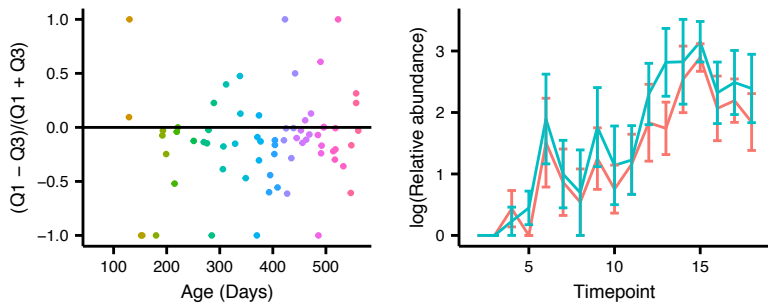 (Q1 − Q3)/(Q1 + Q3)
1.0
0.5
0.0
−0.5
−1.0
100 200 300 400 500
Age (Days)
log(Relative abundance)
3
2
1
0
5 10 15
Timepoint